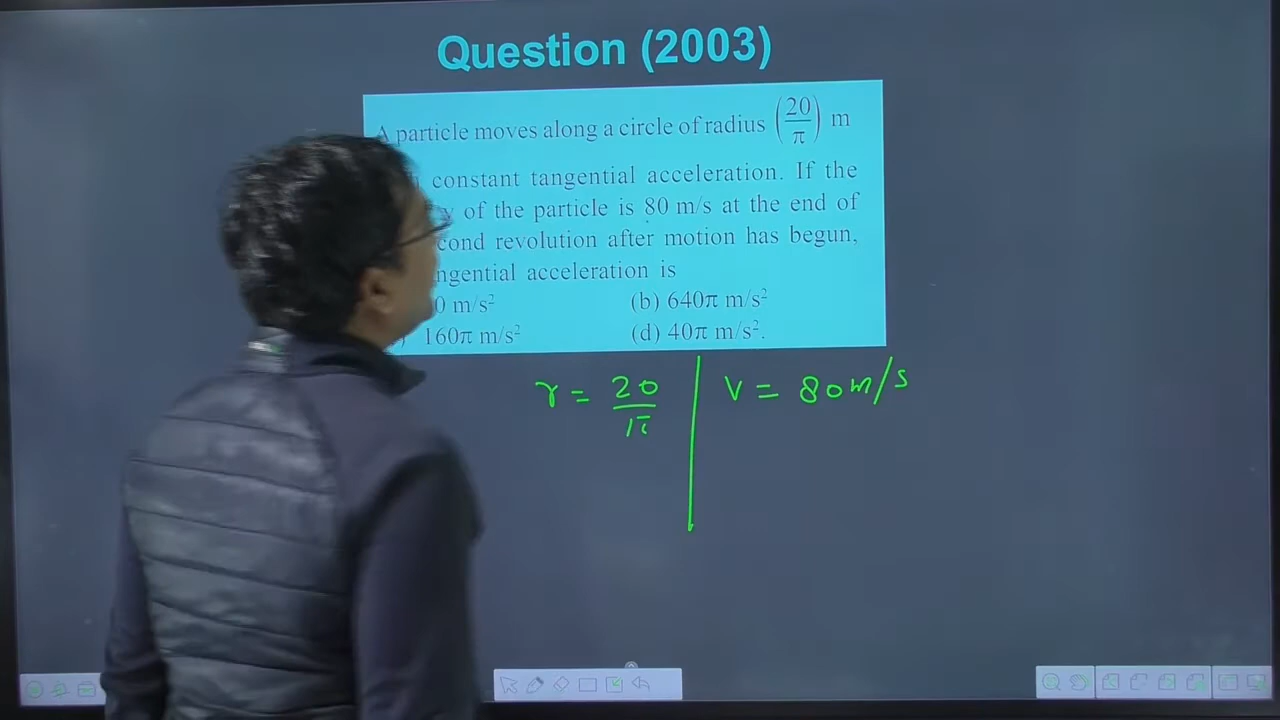 Question (2003)
A particle moves along a circle of radius (20/π) m
constant tangential acceleration. If the
y of the particle is 80 m/s at the end of
cond revolution after motion has begun,
ngential acceleration is
0 m/s² (b) 640π m/s²
) 160π m/s² (d) 40π m/s².
r = 20/π V = 80 m/s